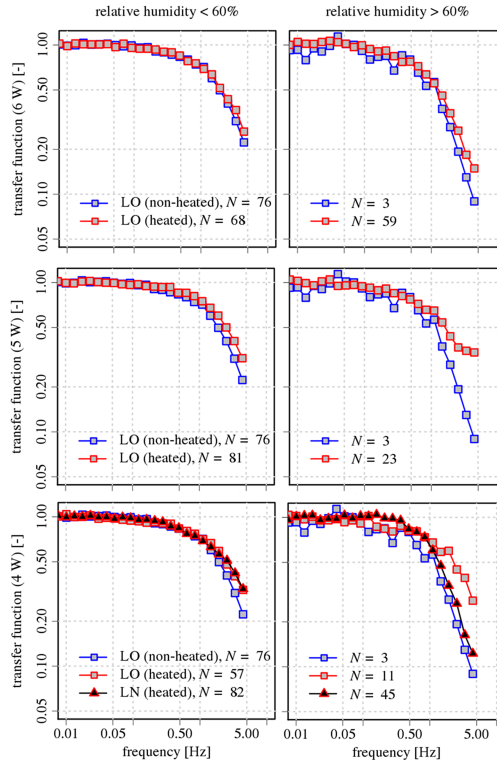 relative humidity < 60%
relative humidity > 60%
transfer function (6 W) [-]
1.00
0.50
0.20
0.10
0.05
LO (non-heated), N = 76
LO (heated), N = 68
N = 3
N = 59
transfer function (5 W) [-]
1.00
0.50
0.20
0.10
0.05
LO (non-heated), N = 76
LO (heated), N = 81
N = 3
N = 23
transfer function (4 W) [-]
1.00
0.50
0.20
0.10
0.05
LO (non-heated), N = 76
LO (heated), N = 57
LN (heated), N = 82
N = 3
N = 11
N = 45
0.01 0.05 0.50 5.00
0.01 0.05 0.50 5.00
frequency [Hz]
frequency [Hz]